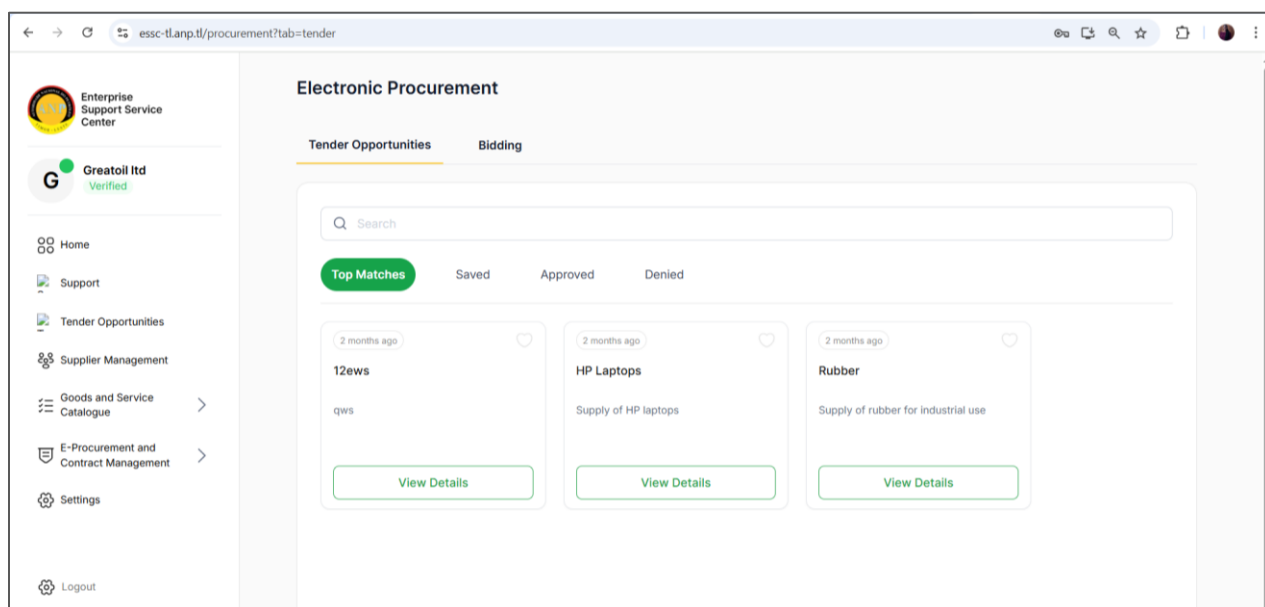 essc-tl.anp.tl/procurement?tab=tender
Enterprise
Support Service
Center
G
Greatoil ltd
Verified
Home
Support
Tender Opportunities
Supplier Management
Goods and Service
Catalogue
E-Procurement and
Contract Management
Settings
Logout
Electronic Procurement
Tender Opportunities Bidding
Search
Top Matches Saved Approved Denied
2 months ago 2 months ago 2 months ago
12ews HP Laptops Rubber
qws Supply of HP laptops Supply of rubber for industrial use
View Details View Details View Details